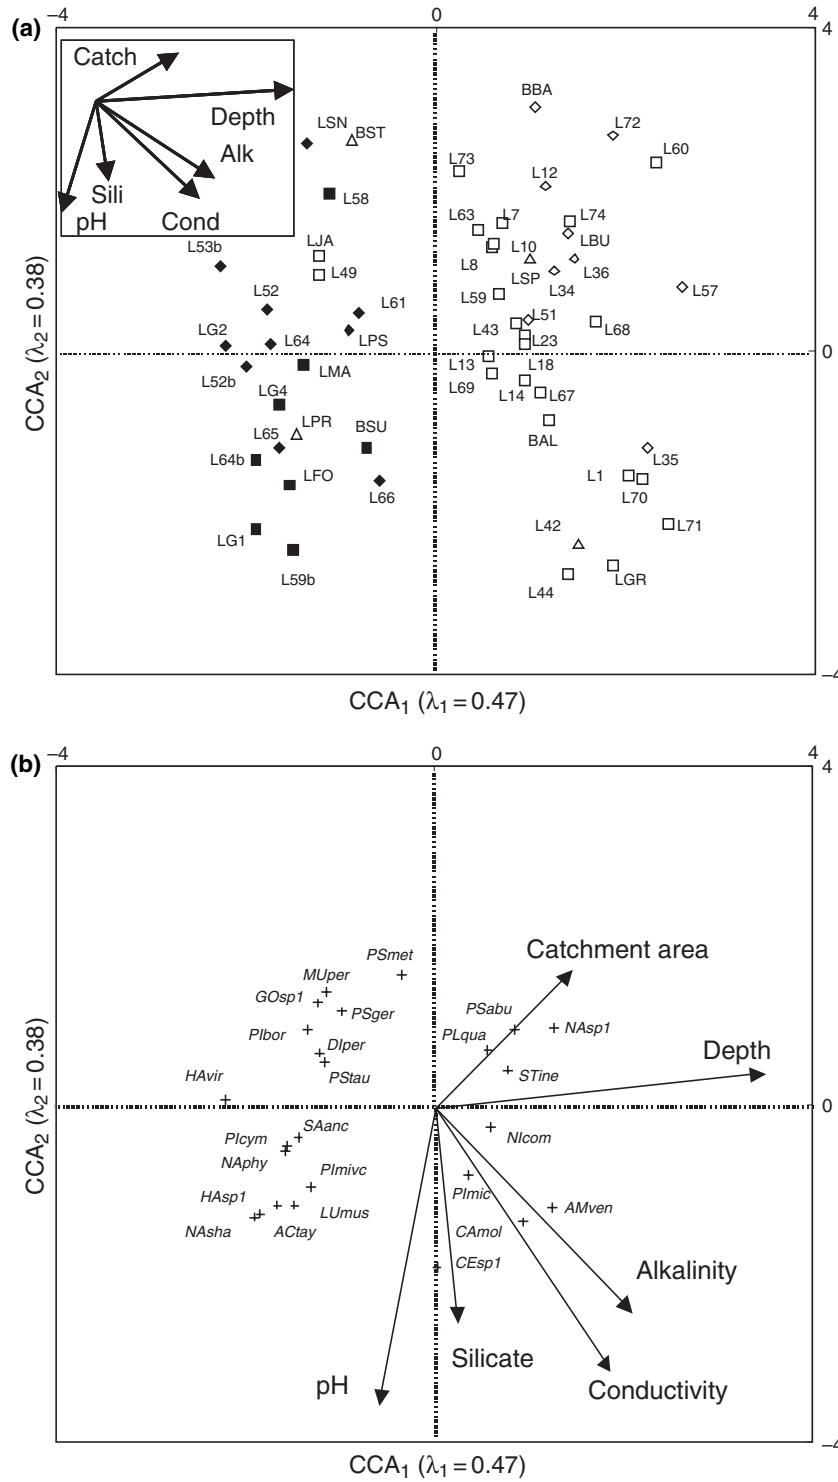 −4 0 4
(a) 4
Catch
Depth
Alk
Sili
pH Cond
BBA
LSN BST L72
L60
L73 L12
L58
L63 L7 L74
LJA L10 LBU
L53b
L49 L8 LSP L36
L34 L57
L52 L61 L59
L51
LG2 L64 LPS L43 L23 L68
0
LMA L13 L18
L52b
LG4 L69 L14 L67
LPR BSU BAL
L65
L64b L35
LFO L1
L66 L70
LG1 L42 L71
L59b L44 LGR
−4
CCA2 (λ2 = 0.38)
CCA1 (λ1 = 0.47)
−4 0 4
(b) 4
Catchment area
PSmet
MUper
GOsp1 PSger PSabu NAsp1
PIbor PLqua
DIper Depth
HAvir PStau STine
0
SAanc NIcom
PIcym
NAphy PImivc
HAsp1 PImic AMven
NAsha ACtay LUmus CAmol
CEsp1 Alkalinity
Silicate
pH Conductivity
−4
CCA2 (λ2 = 0.38)
CCA1 (λ1 = 0.47)